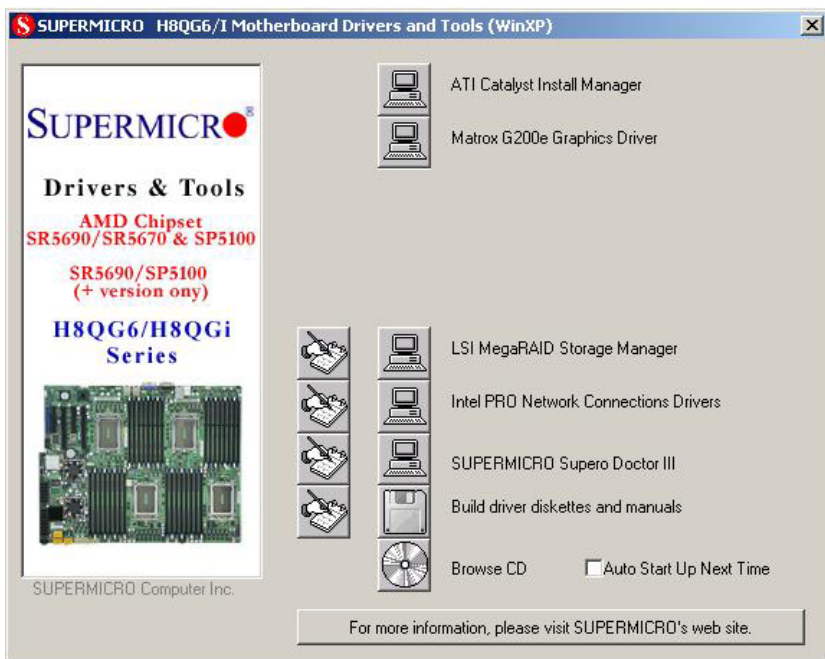 SUPERMICRO H8QG6/I Motherboard Drivers and Tools (WinXP)
SUPERMICRO®
Drivers & Tools
AMD Chipset
SR5690/SR5670 & SP5100
SR5690/SP5100
(+ version ony)
H8QG6/H8QGi
Series
SUPERMICRO Computer Inc.
ATI Catalyst Install Manager
Matrox G200e Graphics Driver
LSI MegaRAID Storage Manager
Intel PRO Network Connections Drivers
SUPERMICRO Supero Doctor III
Build driver diskettes and manuals
Browse CD
Auto Start Up Next Time
For more information, please visit SUPERMICRO's web site.